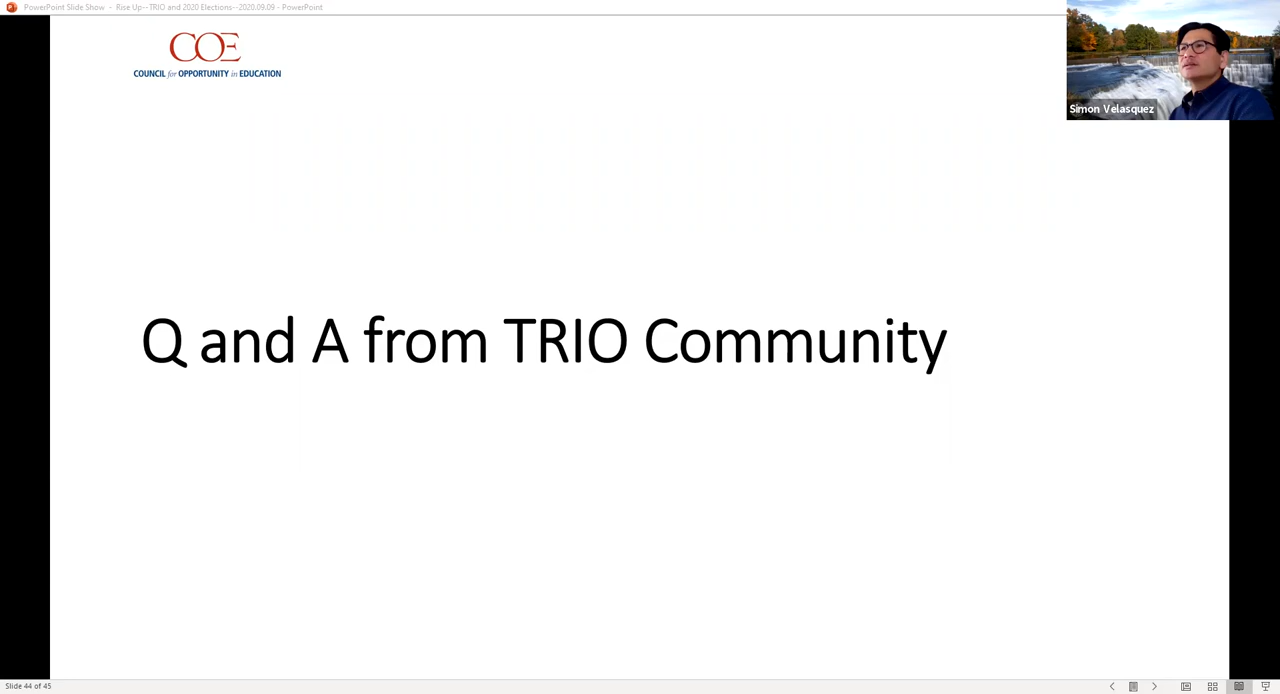 PowerPoint Slide Show - Rise Up--TRIO and 2020 Elections--2020.09.09 - PowerPoint
COE
COUNCIL for OPPORTUNITY in EDUCATION
Simon Velasquez
Q and A from TRIO Community
Slide 44 of 45